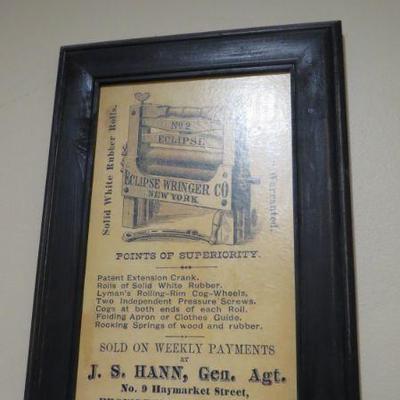 Solid White Rubber Rolls.
No 2
ECLIPSE
ECLIPSE WRINGER CO
NEW YORK
Warranted.
POINTS OF SUPERIORITY.
Patent Extension Crank.
Rolls of Solid White Rubber.
Lyman's Rolling-Rim Cog-Wheels.
Two Independent Pressure Screws.
Cogs at both ends of each Roll.
Folding Apron or Clothes Guide.
Rocking Springs of wood and rubber.
SOLD ON WEEKLY PAYMENTS
AT
J. S. HANN, Gen. Agt.
No. 9 Haymarket Street,